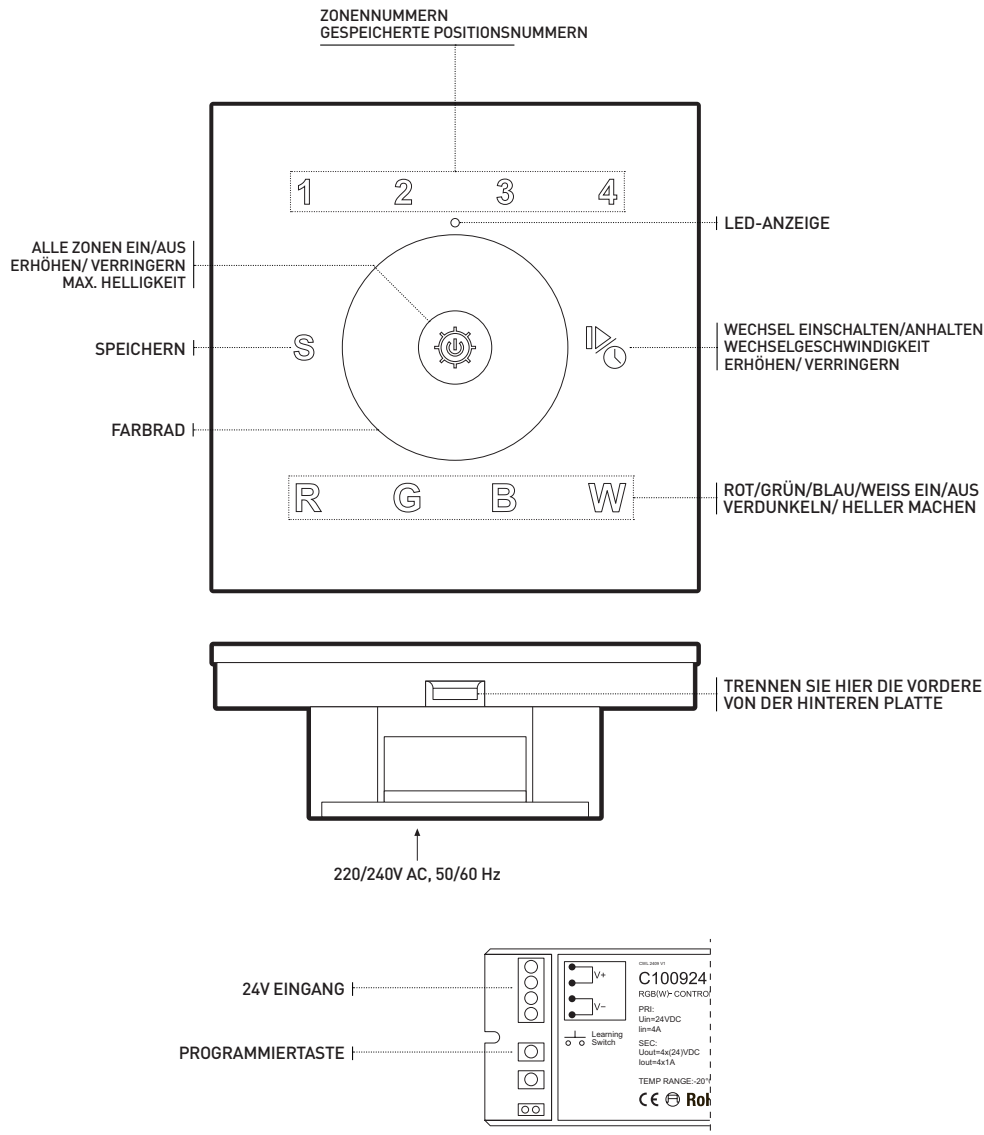 ZONENNUMMERN
GESPEICHERTE POSITIONSNUMMERN
1 2 3 4
LED-ANZEIGE
ALLE ZONEN EIN/AUS
ERHÖHEN/ VERRINGERN
MAX. HELLIGKEIT
SPEICHERN
S
WECHSEL EINSCHALTEN/ANHALTEN
WECHSELGESCHWINDIGKEIT
ERHÖHEN/ VERRINGERN
FARBRAD
R G B W
ROT/GRÜN/BLAU/WEISS EIN/AUS
VERDUNKELN/ HELLER MACHEN
TRENNEN SIE HIER DIE VORDERE
VON DER HINTEREN PLATTE
220/240V AC, 50/60 Hz
24V EINGANG
PROGRAMMIERTASTE
V+
V–
Learning
Switch
C100924
RGB(W)- CONTRO
PRI:
Uin=24VDC
Iin=4A
SEC:
Uout=4x(24)VDC
Iout=4x1A
TEMP RANGE:-20°
CE RoH